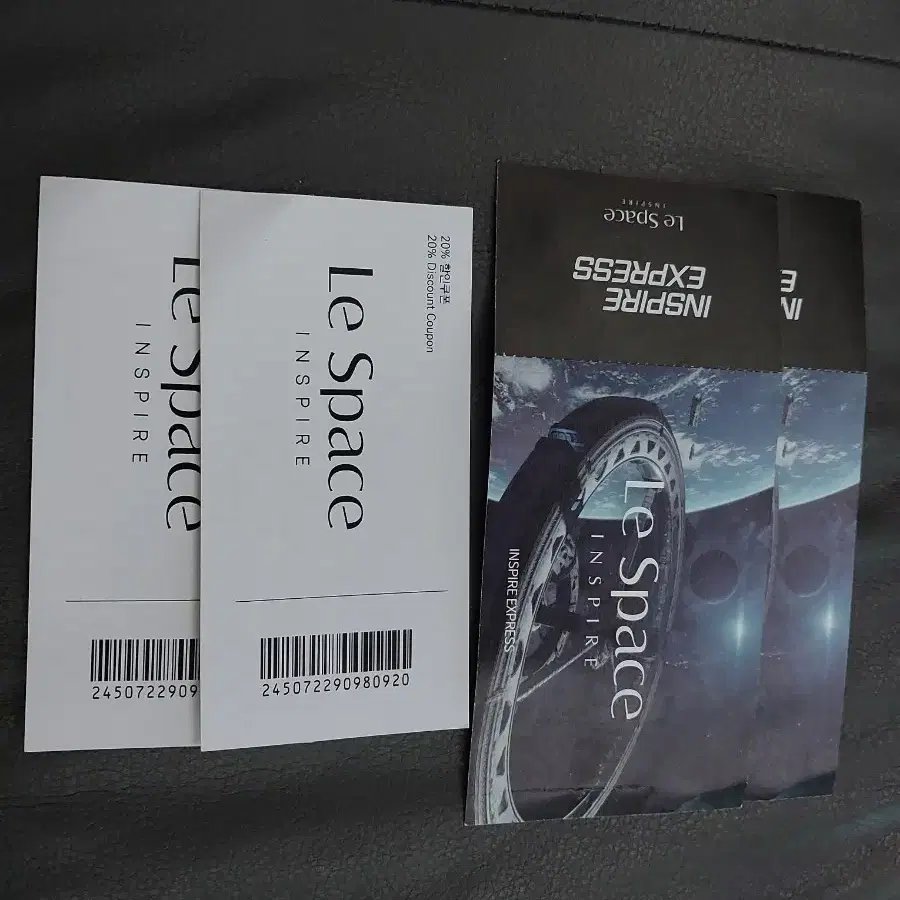 Le Space
INSPIRE
2450722909
20% 할인쿠폰
20% Discount Coupon
Le Space
INSPIRE
245072290980920
Le Space
INSPIRE
INSPIRE
EXPRESS
Le Space
INSPIRE
INSPIRE EXPRESS